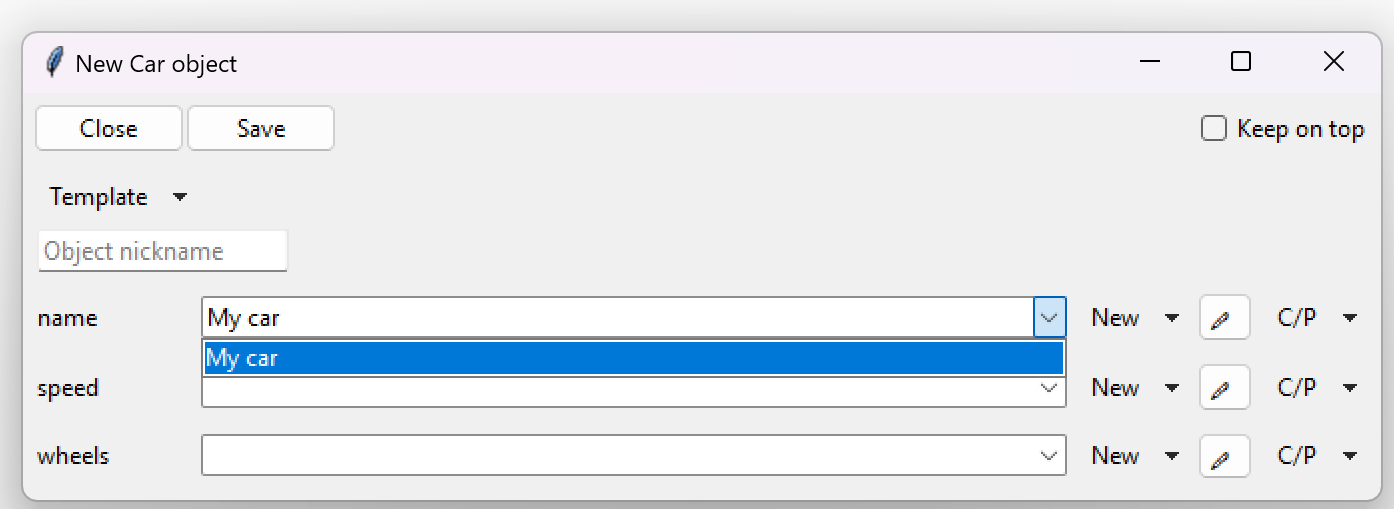 New Car object
Close Save Keep on top
Template
Object nickname
name My car New C/P
My car
speed New C/P
wheels New C/P